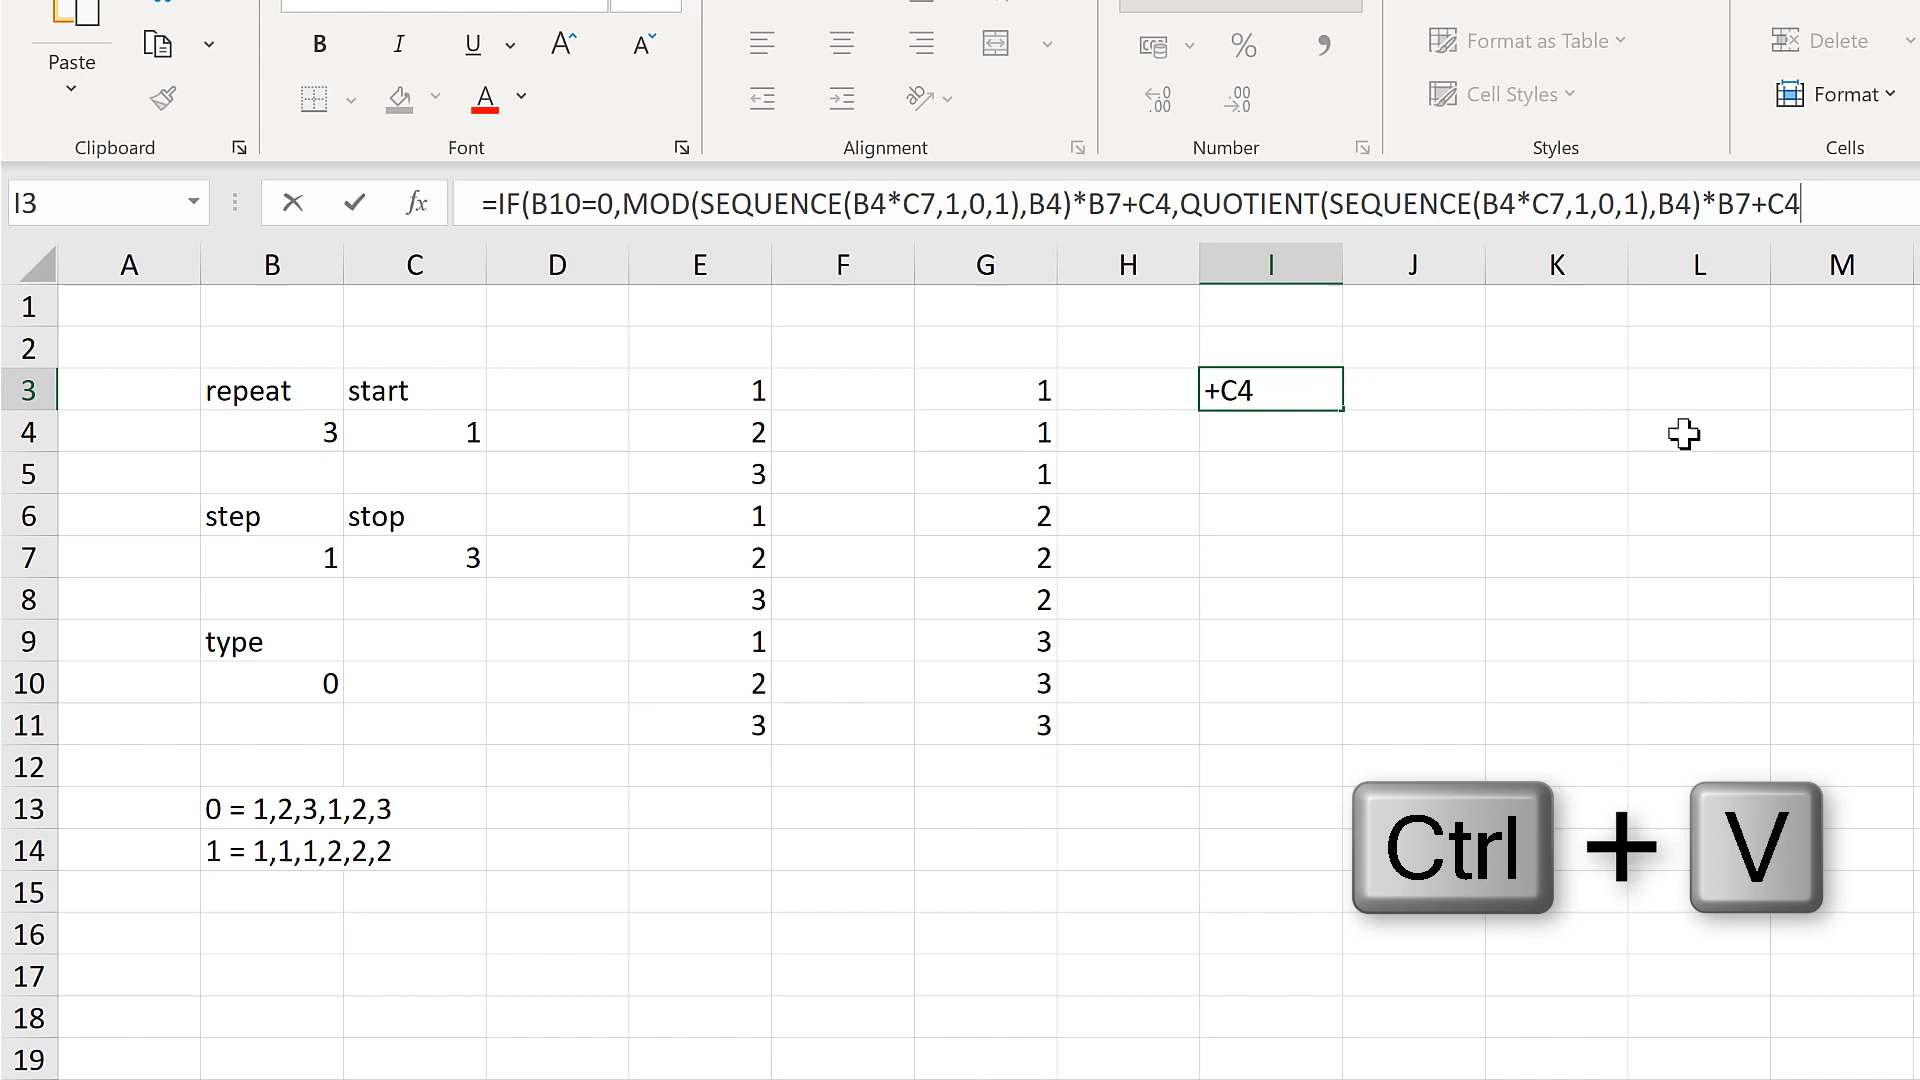 Paste
B I U A A
A
% , .00 .00
Format as Table
Cell Styles
Delete
Format
Clipboard Font Alignment Number Styles Cells
I3 fx =IF(B10=0,MOD(SEQUENCE(B4*C7,1,0,1),B4)*B7+C4,QUOTIENT(SEQUENCE(B4*C7,1,0,1),B4)*B7+C4
A B C D E F G H I J K L M
1
2
3 repeat start 1 1 +C4
4 3 1 2 1
5 3 1
6 step stop 1 2
7 1 3 2 2
8 3 2
9 type 1 3
10 0 2 3
11 3 3
12
13 0 = 1,2,3,1,2,3
14 1 = 1,1,1,2,2,2
Ctrl + V
15
16
17
18
19